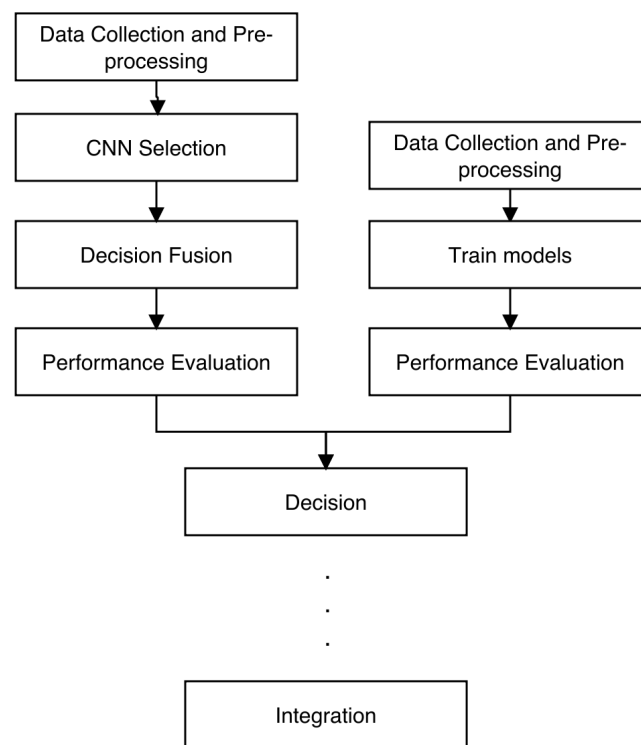 Data Collection and Pre-
processing
CNN Selection
Decision Fusion
Performance Evaluation
Data Collection and Pre-
processing
Train models
Performance Evaluation
Decision
.
.
.
Integration